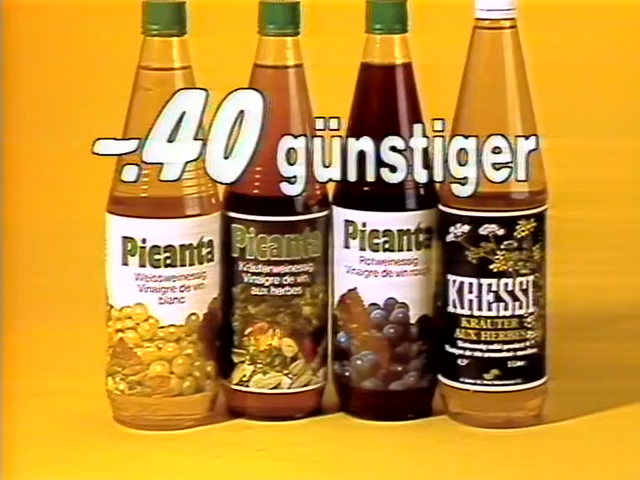 -.40 günstiger
Picanta
Weissweinessig
Vinaigre de vin
blanc
Picanta
Kräuterweinessig
Vinaigre de vin
aux herbes
Picanta
Rotweinessig
Vinaigre de vin rouge
KRESSI
KRÄUTER
AUX HERBES